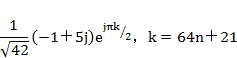 1/√42 (−1+5j)e^{jπk/2}, k = 64n+21